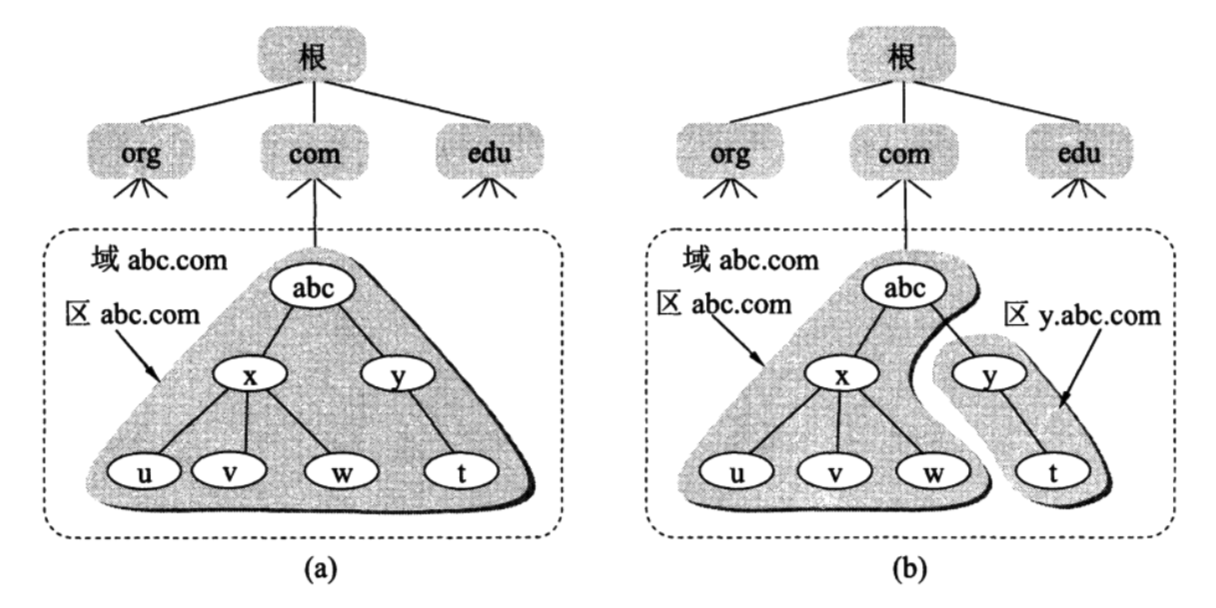 根
org com edu
域 abc.com
区 abc.com
abc
x y
u v w t
(a)
根
org com edu
域 abc.com
区 abc.com
区 y.abc.com
abc
x y
u v w t
(b)